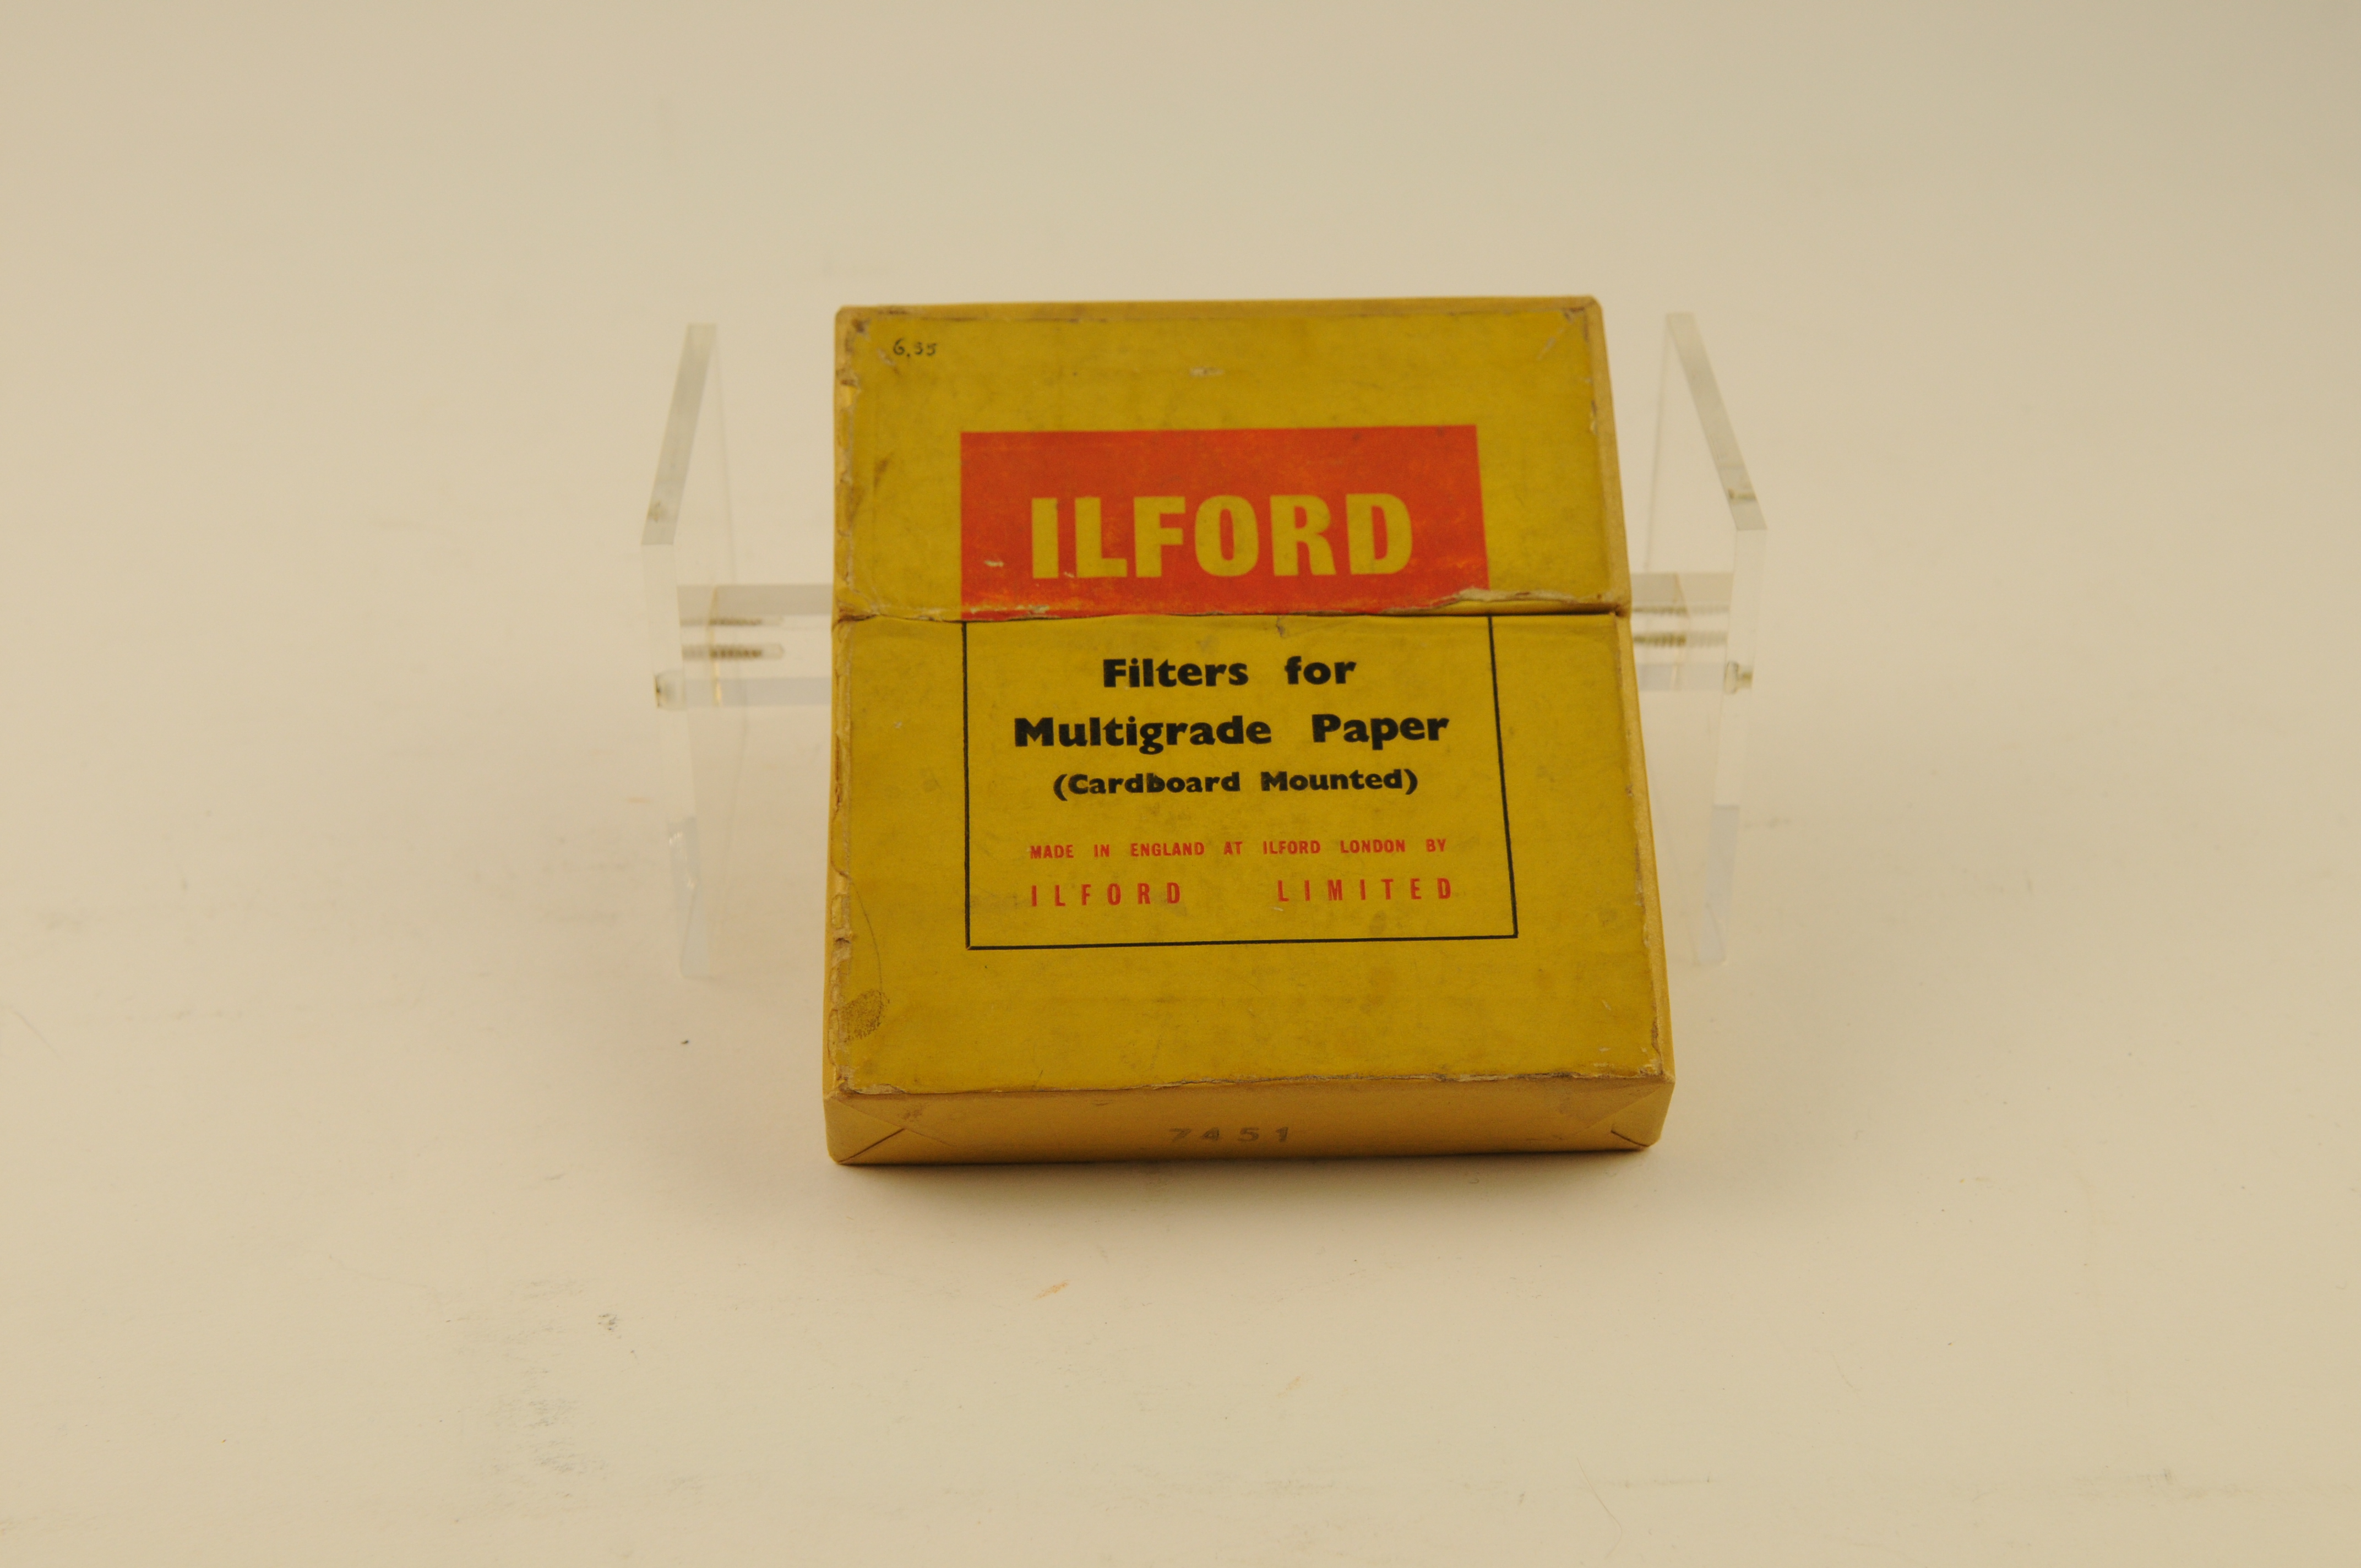 6.35
ILFORD
Filters for
Multigrade Paper
(Cardboard Mounted)
MADE IN ENGLAND AT ILFORD LONDON BY
ILFORD LIMITED
7451